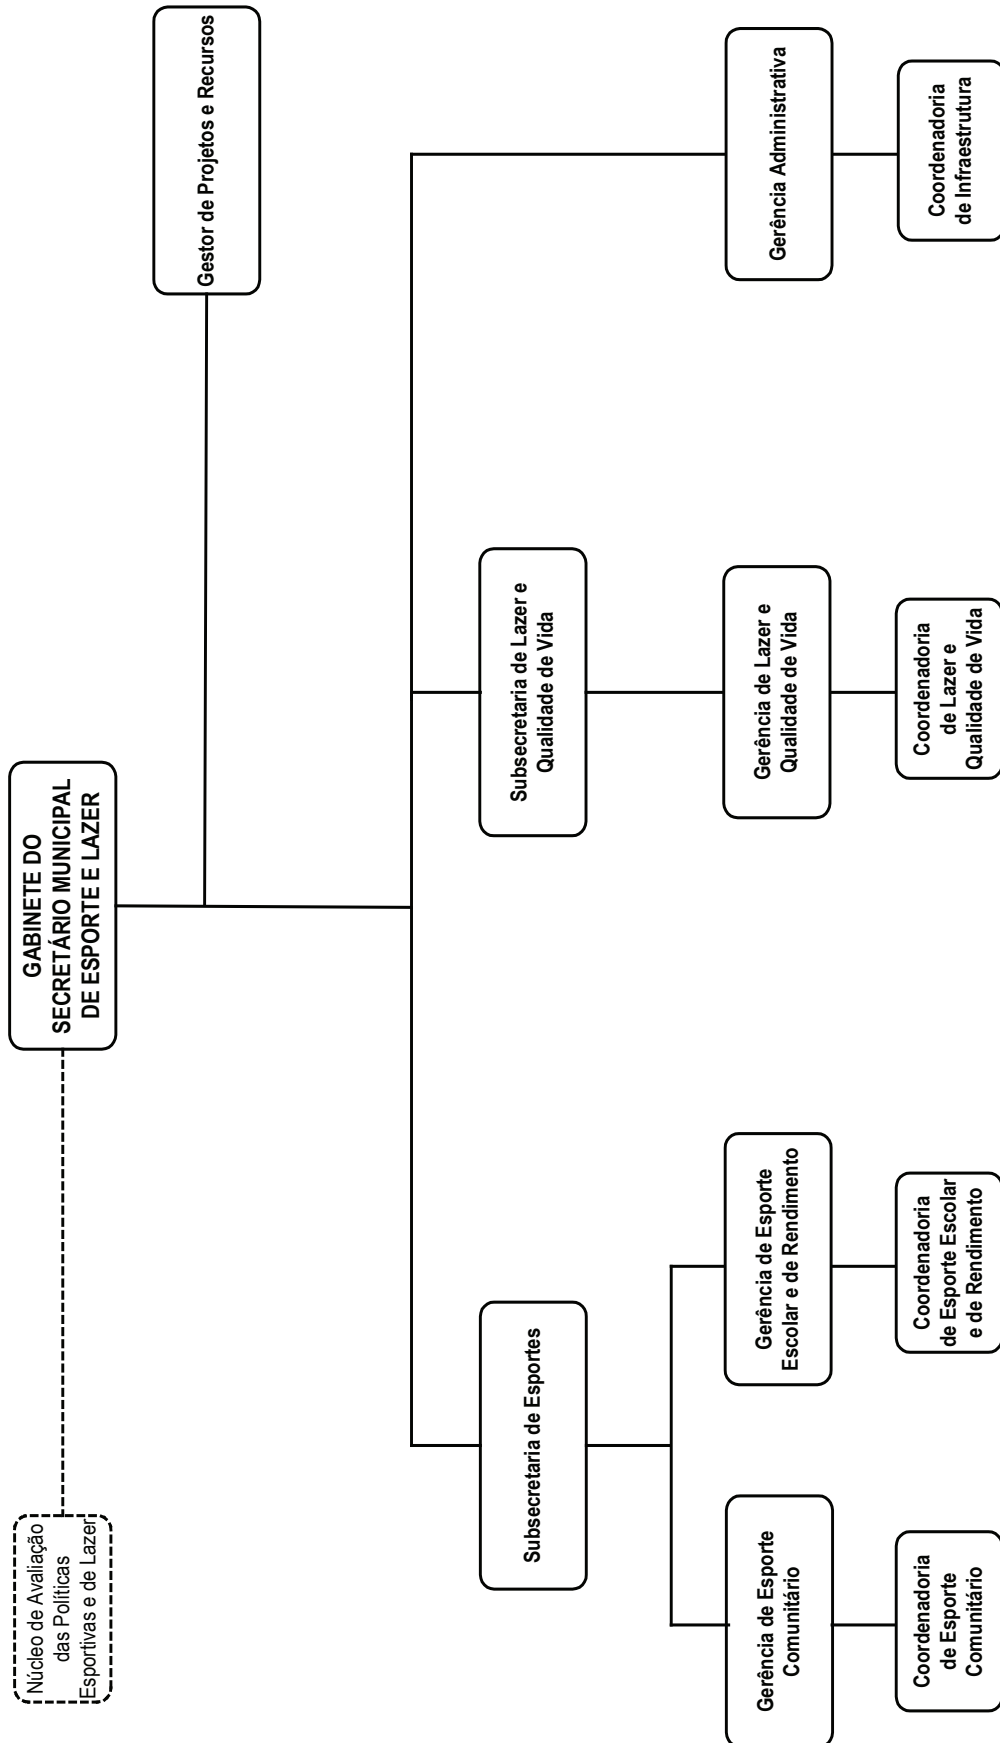 Núcleo de Avaliação
das Políticas
Esportivas e de Lazer
GABINETE DO
SECRETÁRIO MUNICIPAL
DE ESPORTE E LAZER
Gestor de Projetos e Recursos
Subsecretaria de Esportes
Subsecretaria de Lazer e
Qualidade de Vida
Gerência de Esporte
Comunitário
Gerência de Esporte
Escolar e de Rendimento
Gerência de Lazer e
Qualidade de Vida
Gerência Administrativa
Coordenadoria
de Esporte
Comunitário
Coordenadoria
de Esporte Escolar
e de Rendimento
Coordenadoria
de Lazer e
Qualidade de Vida
Coordenadoria
de Infraestrutura